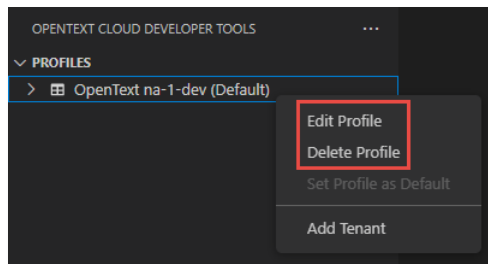 OPENTEXT CLOUD DEVELOPER TOOLS ...
PROFILES
OpenText na-1-dev (Default)
Edit Profile
Delete Profile
Set Profile as Default
Add Tenant